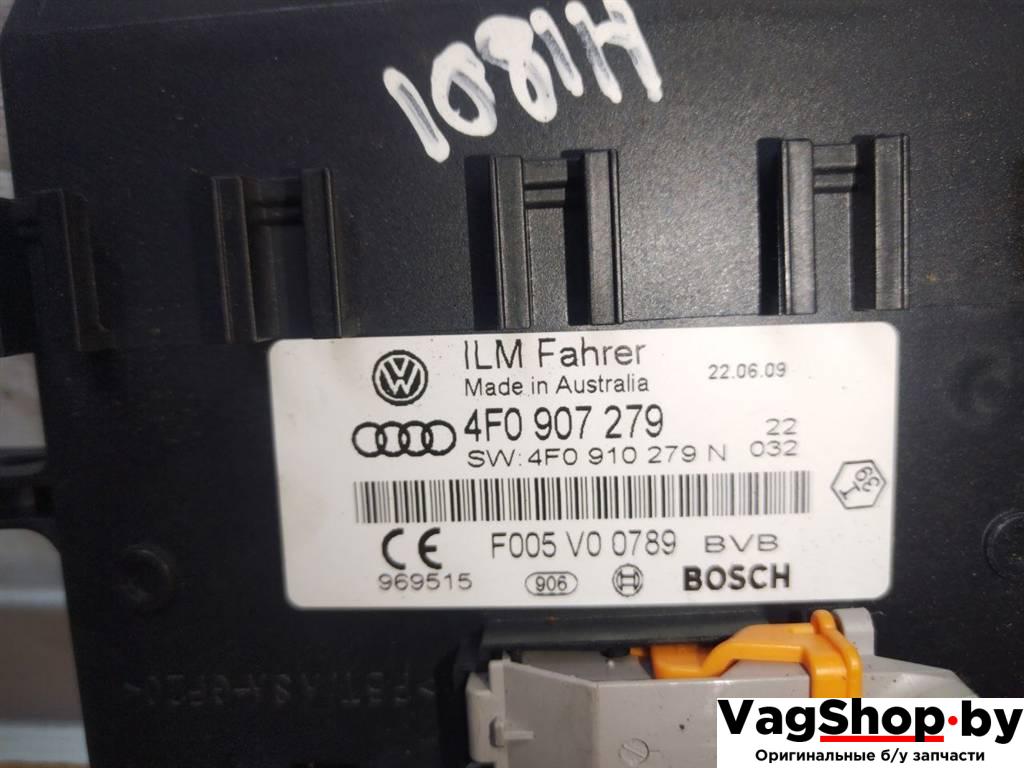 1081H
ILM Fahrer
Made in Australia
22.06.09
4F0 907 279
22
SW: 4F0 910 279 N
032
CE
969515
F005 V0 0789
BVB
906
BOSCH
VagShop.by
Оригинальные б/у запчасти